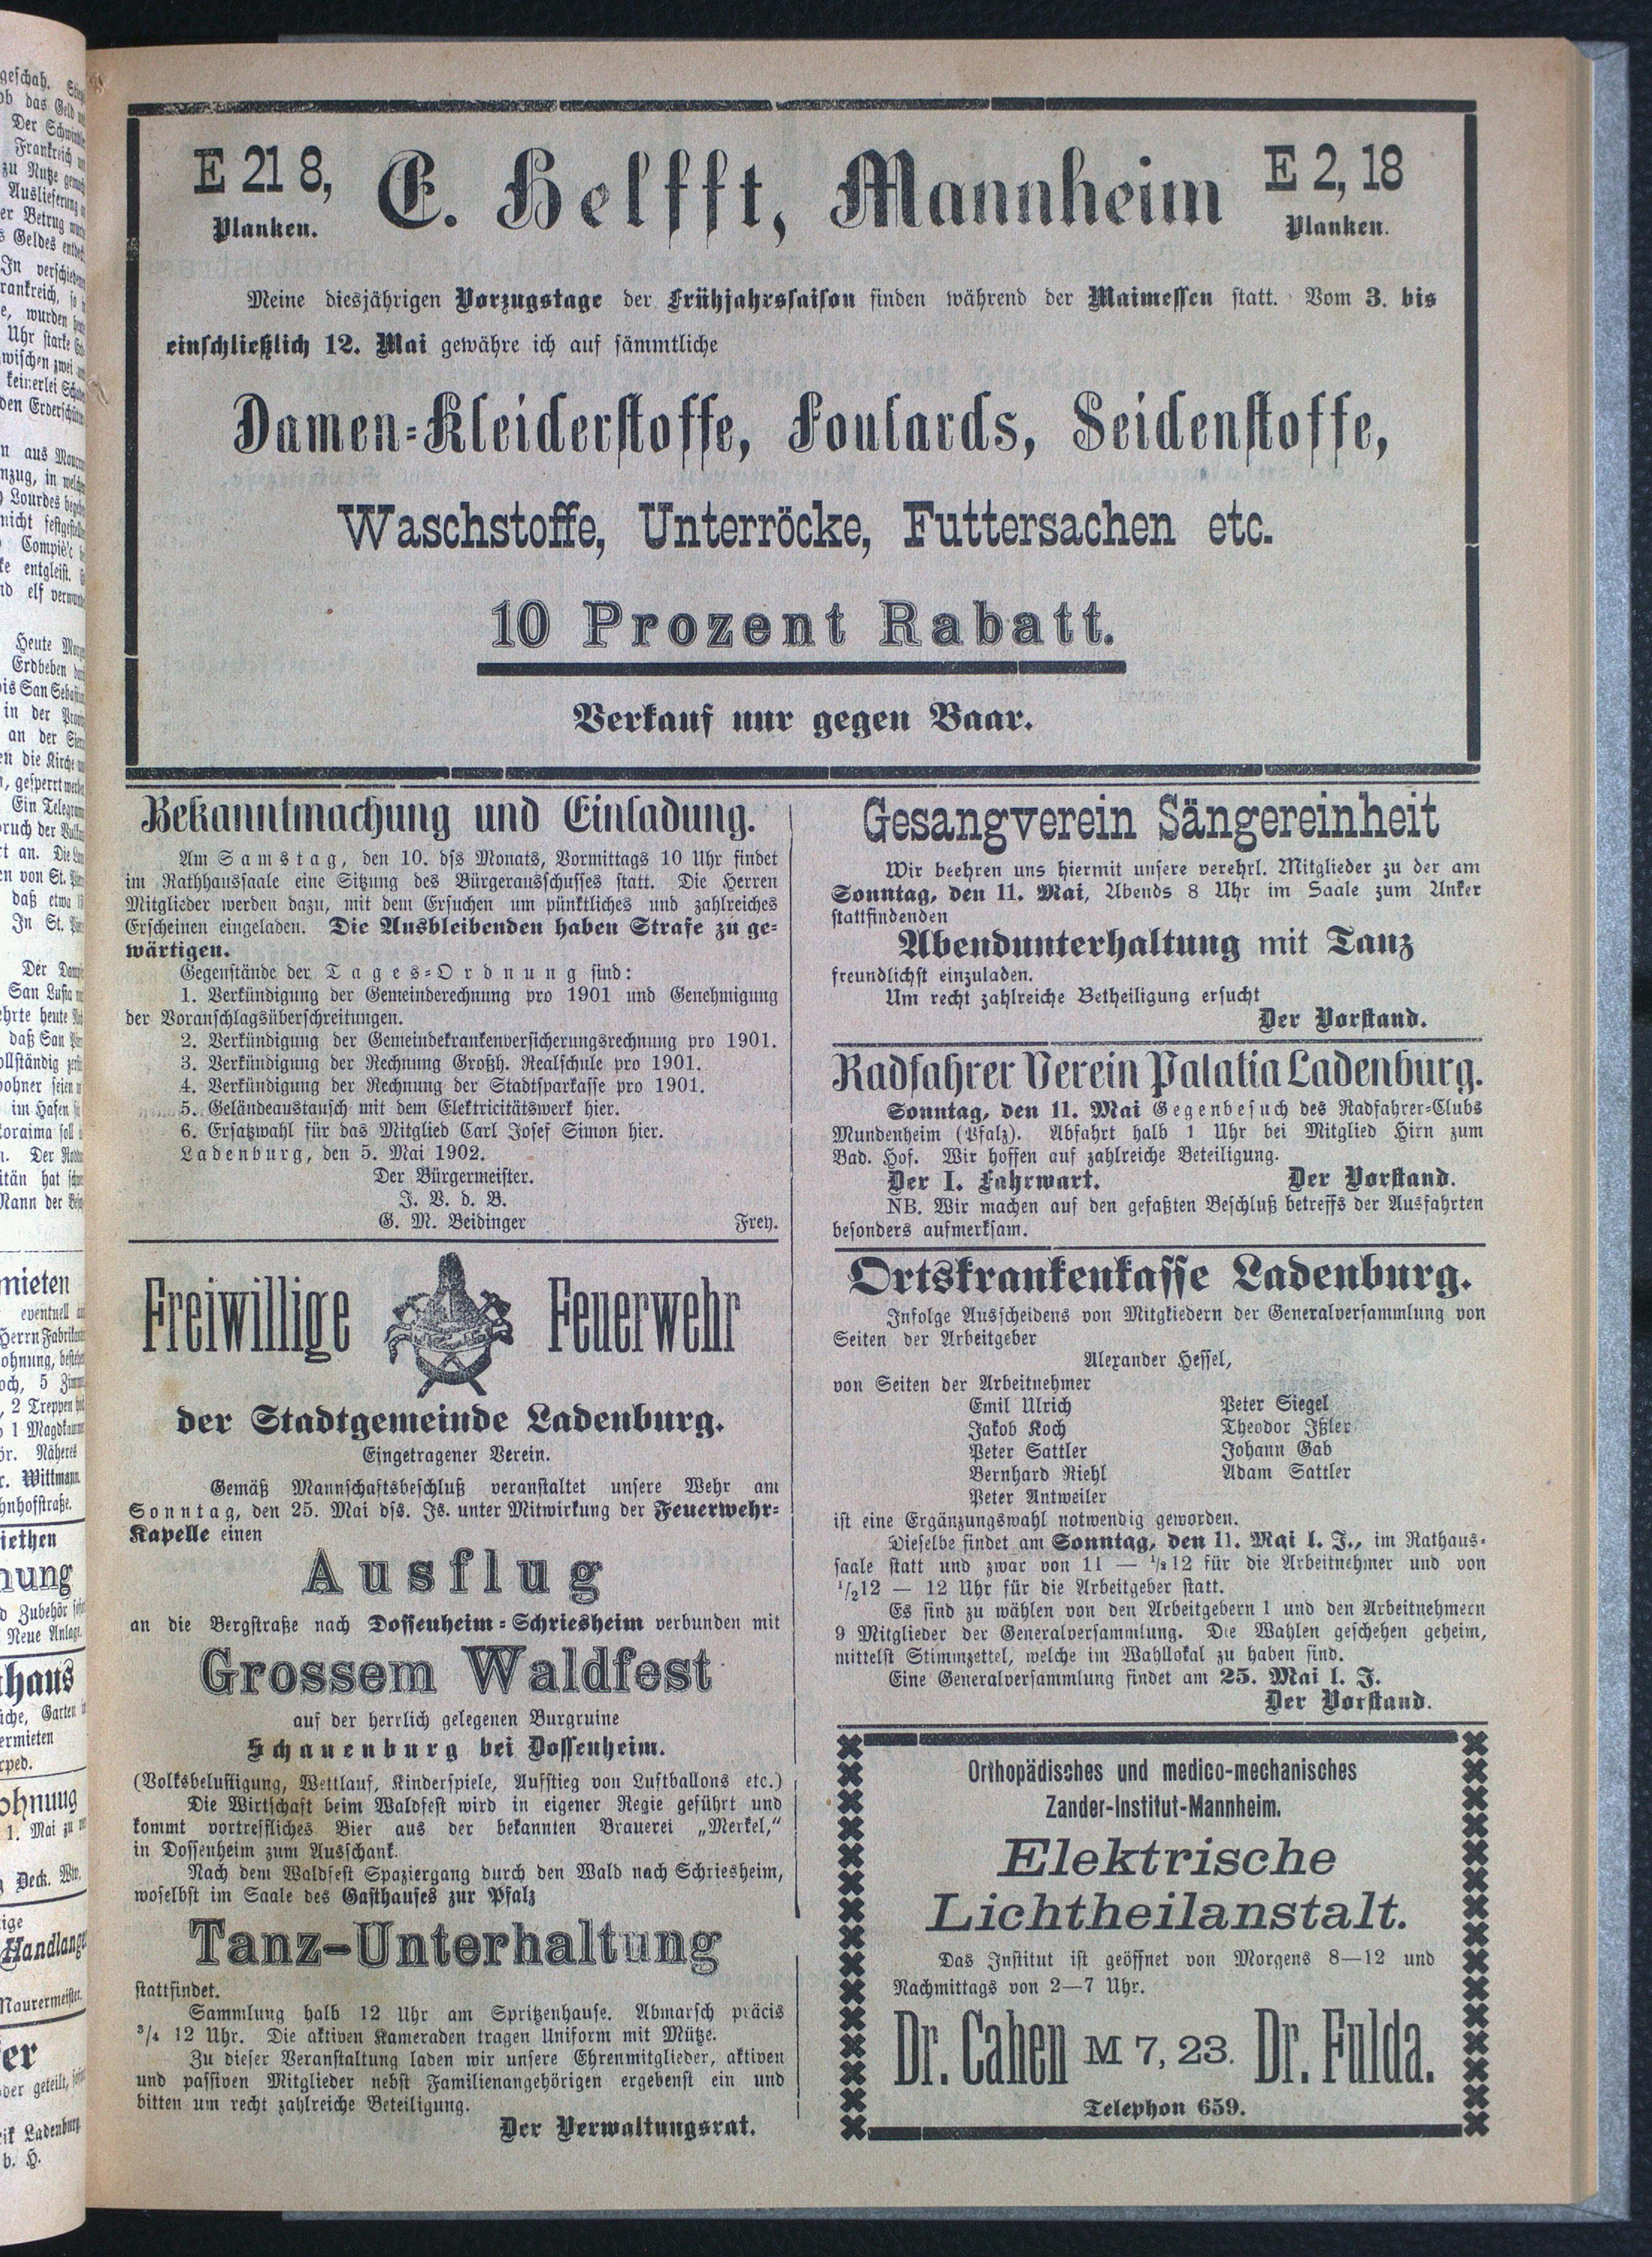 E 21 8,
Planken.
E. Helfft, Mannheim
E 2, 18
Planken.
Meine diesjährigen Vorzugstage der Frühjahrssaison finden während der Maimessen statt. Vom 3. bis
einschließlich 12. Mai gewähre ich auf sämmtliche
Damen-Kleiderstoffe, Foulards, Seidenstoffe,
Waschstoffe, Unterröcke, Futtersachen etc.
10 Prozent Rabatt.
Verkauf nur gegen Baar.
Bekanntmachung und Einladung.
Am Samstag, den 10. dss Monats, Vormittags 10 Uhr findet
im Rathhaussaale eine Sitzung des Bürgerausschusses statt. Die Herren
Mitglieder werden dazu, mit dem Ersuchen um pünktliches und zahlreiches
Erscheinen eingeladen. Die Ausbleibenden haben Strafe zu ge-
wärtigen.
Gegenstände der Tages-Ordnung sind:
1. Verkündigung der Gemeinderechnung pro 1901 und Genehmigung
der Voranschlagsüberschreitungen.
2. Verkündigung der Gemeindekrankenversicherungsrechnung pro 1901.
3. Verkündigung der Rechnung Großh. Realschule pro 1901.
4. Verkündigung der Rechnung der Stadtsparkasse pro 1901.
5. Geländeaustausch mit dem Elektricitätswerk hier.
6. Ersatzwahl für das Mitglied Carl Josef Simon hier.
Ladenburg, den 5. Mai 1902.
Der Bürgermeister.
J. V. d. B.
G. M. Beidinger Frey.
Freiwillige Feuerwehr
der Stadtgemeinde Ladenburg.
Eingetragener Verein.
Gemäß Mannschaftsbeschluß veranstaltet unsere Wehr am
Sonntag, den 25. Mai dss. Js. unter Mitwirkung der Feuerwehr-
Kapelle einen
Ausflug
an die Bergstraße nach Dossenheim-Schriesheim verbunden mit
Grossem Waldfest
auf der herrlich gelegenen Burgruine
Schauenburg bei Dossenheim.
(Volksbelustigung, Wettlauf, Kinderspiele, Aufstieg von Luftballons etc.)
Die Wirtschaft beim Waldfest wird in eigener Regie geführt und
kommt vortreffliches Bier aus der bekannten Brauerei „Merkel,“
in Dossenheim zum Ausschank.
Nach dem Waldfest Spaziergang durch den Wald nach Schriesheim,
woselbst im Saale des Gasthauses zur Pfalz
Tanz-Unterhaltung
stattfindet.
Sammlung halb 12 Uhr am Spritzenhause. Abmarsch präcis
3/4 12 Uhr. Die aktiven Kameraden tragen Uniform mit Mütze.
Zu dieser Veranstaltung laden wir unsere Ehrenmitglieder, aktiven
und passiven Mitglieder nebst Familienangehörigen ergebenst ein und
bitten um recht zahlreiche Beteiligung.
Der Verwaltungsrat.
Gesangverein Sängereinheit
Wir beehren uns hiermit unsere verehrl. Mitglieder zu der am
Sonntag, den 11. Mai, Abends 8 Uhr im Saale zum Anker
stattfindenden
Abendunterhaltung mit Tanz
freundlichst einzuladen.
Um recht zahlreiche Betheiligung ersucht
Der Vorstand.
Radfahrer Verein Palatia Ladenburg.
Sonntag, den 11. Mai Gegenbesuch des Radfahrer-Clubs
Mundenheim (Pfalz). Abfahrt halb 1 Uhr bei Mitglied Hirn zum
Bad. Hof. Wir hoffen auf zahlreiche Beteiligung.
Der I. Fahrwart. Der Vorstand.
NB. Wir machen auf den gefaßten Beschluß betreffs der Ausfahrten
besonders aufmerksam.
Ortskrankenkasse Ladenburg.
Infolge Ausscheidens von Mitgliedern der Generalversammlung von
Seiten der Arbeitgeber
Alexander Hessel,
von Seiten der Arbeitnehmer
Emil Ulrich Peter Siegel
Jakob Koch Theodor Ißler
Peter Sattler Johann Gab
Bernhard Riehl Adam Sattler
Peter Antweiler
ist eine Ergänzungswahl notwendig geworden.
Dieselbe findet am Sonntag, den 11. Mai l. J., im Rathaus-
saale statt und zwar von 11 — 1/2 12 für die Arbeitnehmer und von
1/2 12 — 12 Uhr für die Arbeitgeber statt.
Es sind zu wählen von den Arbeitgebern 1 und den Arbeitnehmern
9 Mitglieder der Generalversammlung. Die Wahlen geschehen geheim,
mittelst Stimmzettel, welche im Wahllokal zu haben sind.
Eine Generalversammlung findet am 25. Mai l. J.
Der Vorstand.
Orthopädisches und medico-mechanisches
Zander-Institut-Mannheim.
Elektrische
Lichtheilanstalt.
Das Institut ist geöffnet von Morgens 8—12 und
Nachmittags von 2—7 Uhr.
Dr. Cahen M 7, 23. Dr. Fulda.
Telephon 659.